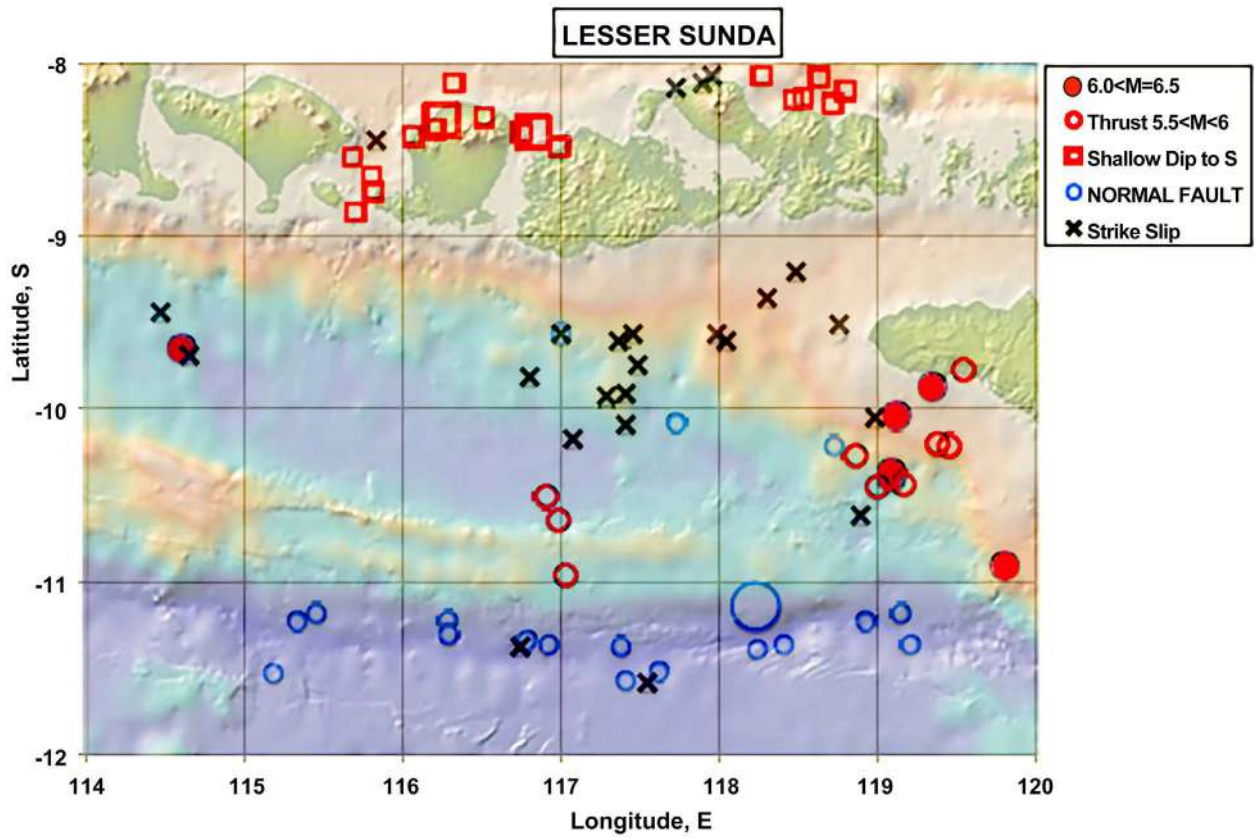 LESSER SUNDA
-8
-9
-10
-11
-12
Latitude, S
114 115 116 117 118 119 120
Longitude, E
6.0<M=6.5
Thrust 5.5<M<6
Shallow Dip to S
NORMAL FAULT
Strike Slip